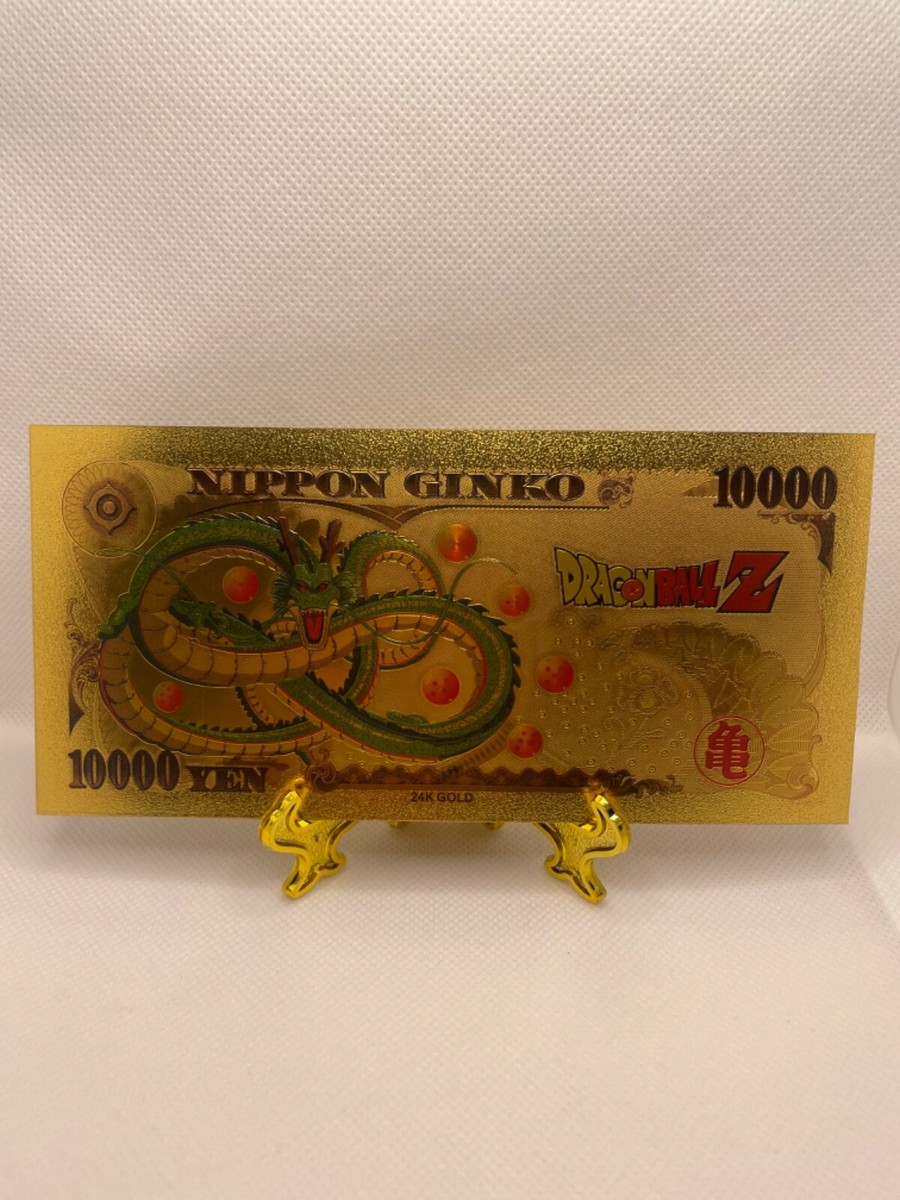 NIPPON GINKO
10000
DRAGON BALL Z
亀
10000 YEN
24K GOLD